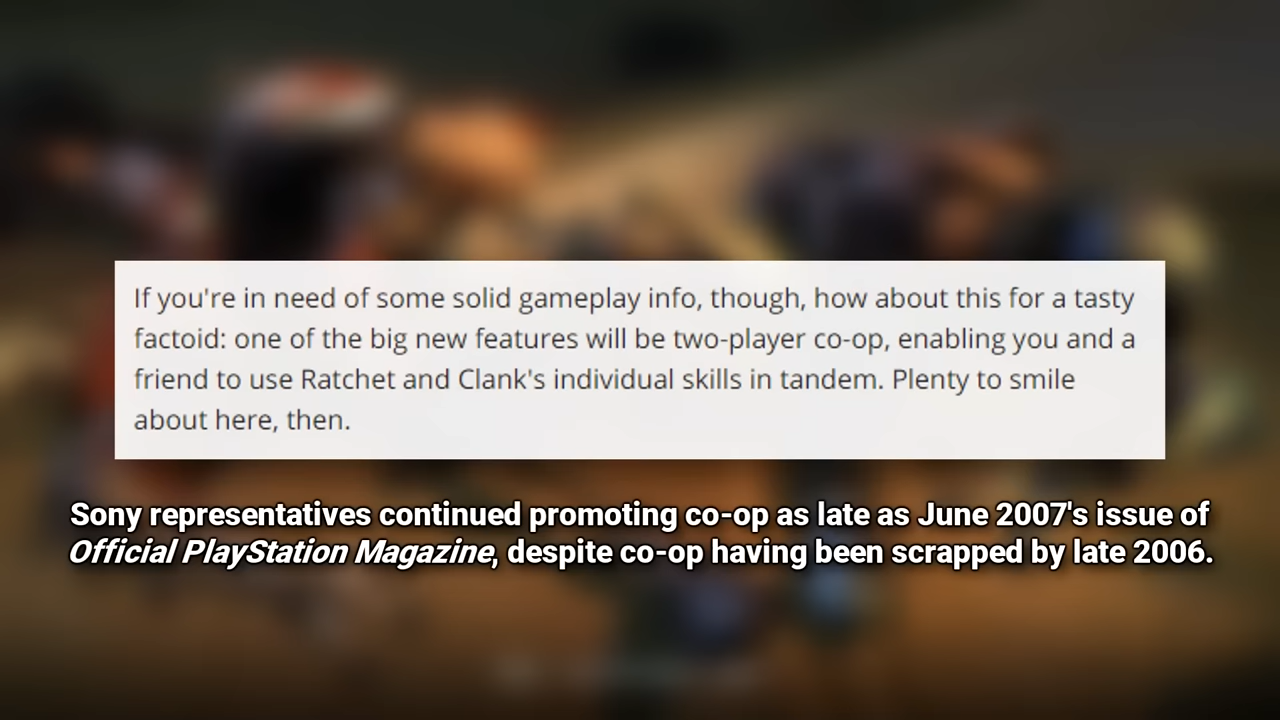 If you're in need of some solid gameplay info, though, how about this for a tasty
factoid: one of the big new features will be two-player co-op, enabling you and a
friend to use Ratchet and Clank's individual skills in tandem. Plenty to smile
about here, then.
Sony representatives continued promoting co-op as late as June 2007's issue of
Official PlayStation Magazine, despite co-op having been scrapped by late 2006.